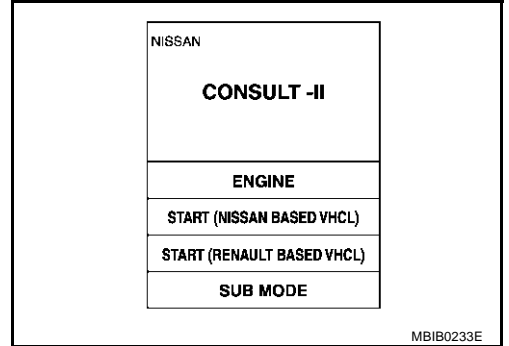 NISSAN
CONSULT -II
ENGINE
START (NISSAN BASED VHCL)
START (RENAULT BASED VHCL)
SUB MODE
MBIB0233E